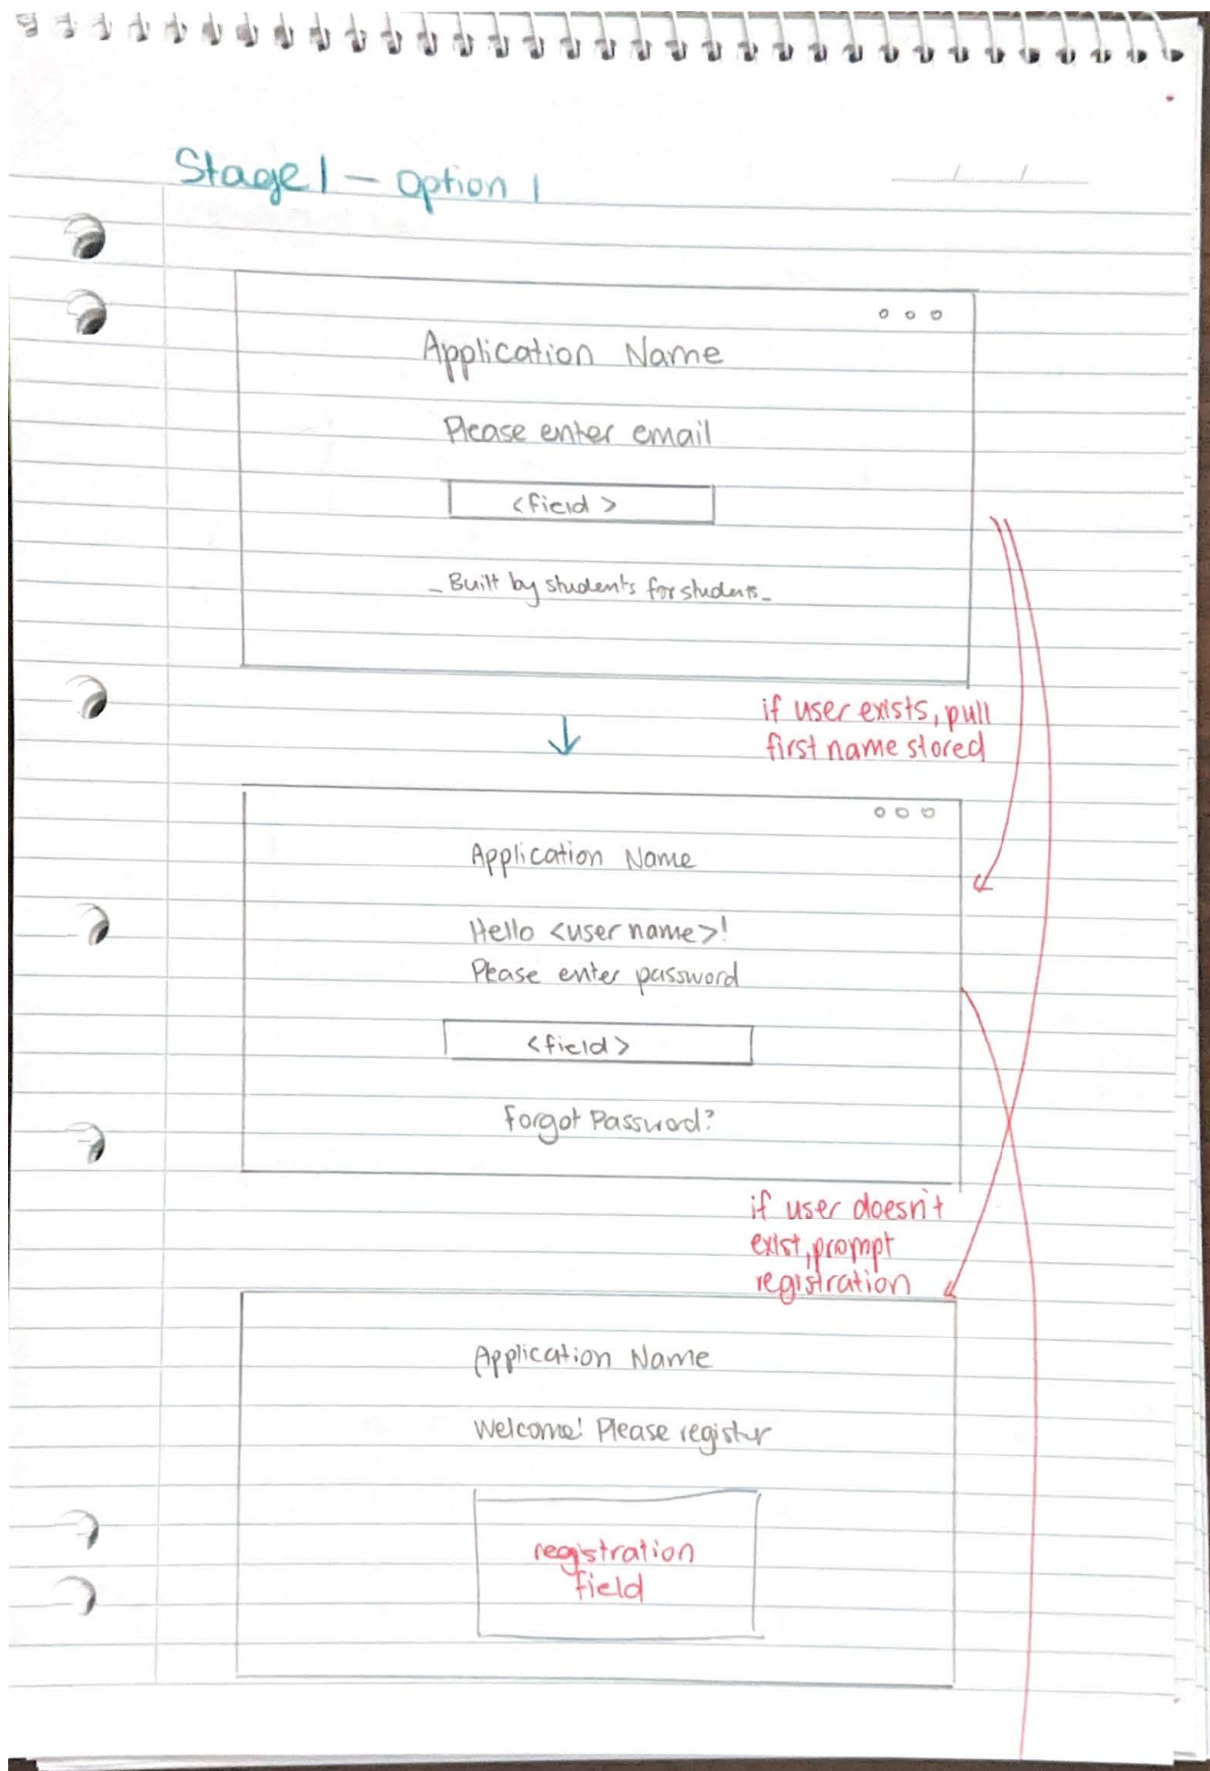 Stage 1 – Option 1
Application Name
Please enter email
<field>
- Built by students for students -
if user exists, pull
first name stored
Application Name
Hello <user name>!
Please enter password
<field>
Forgot Password?
if user doesn't
exist, prompt
registration
Application Name
Welcome! Please register
registration
field